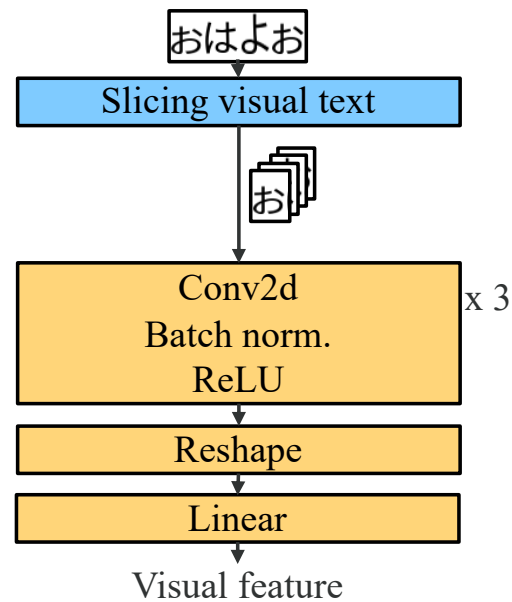 おはよお
Slicing visual text
お
Conv2d
x 3
Batch norm.
ReLU
Reshape
Linear
Visual feature